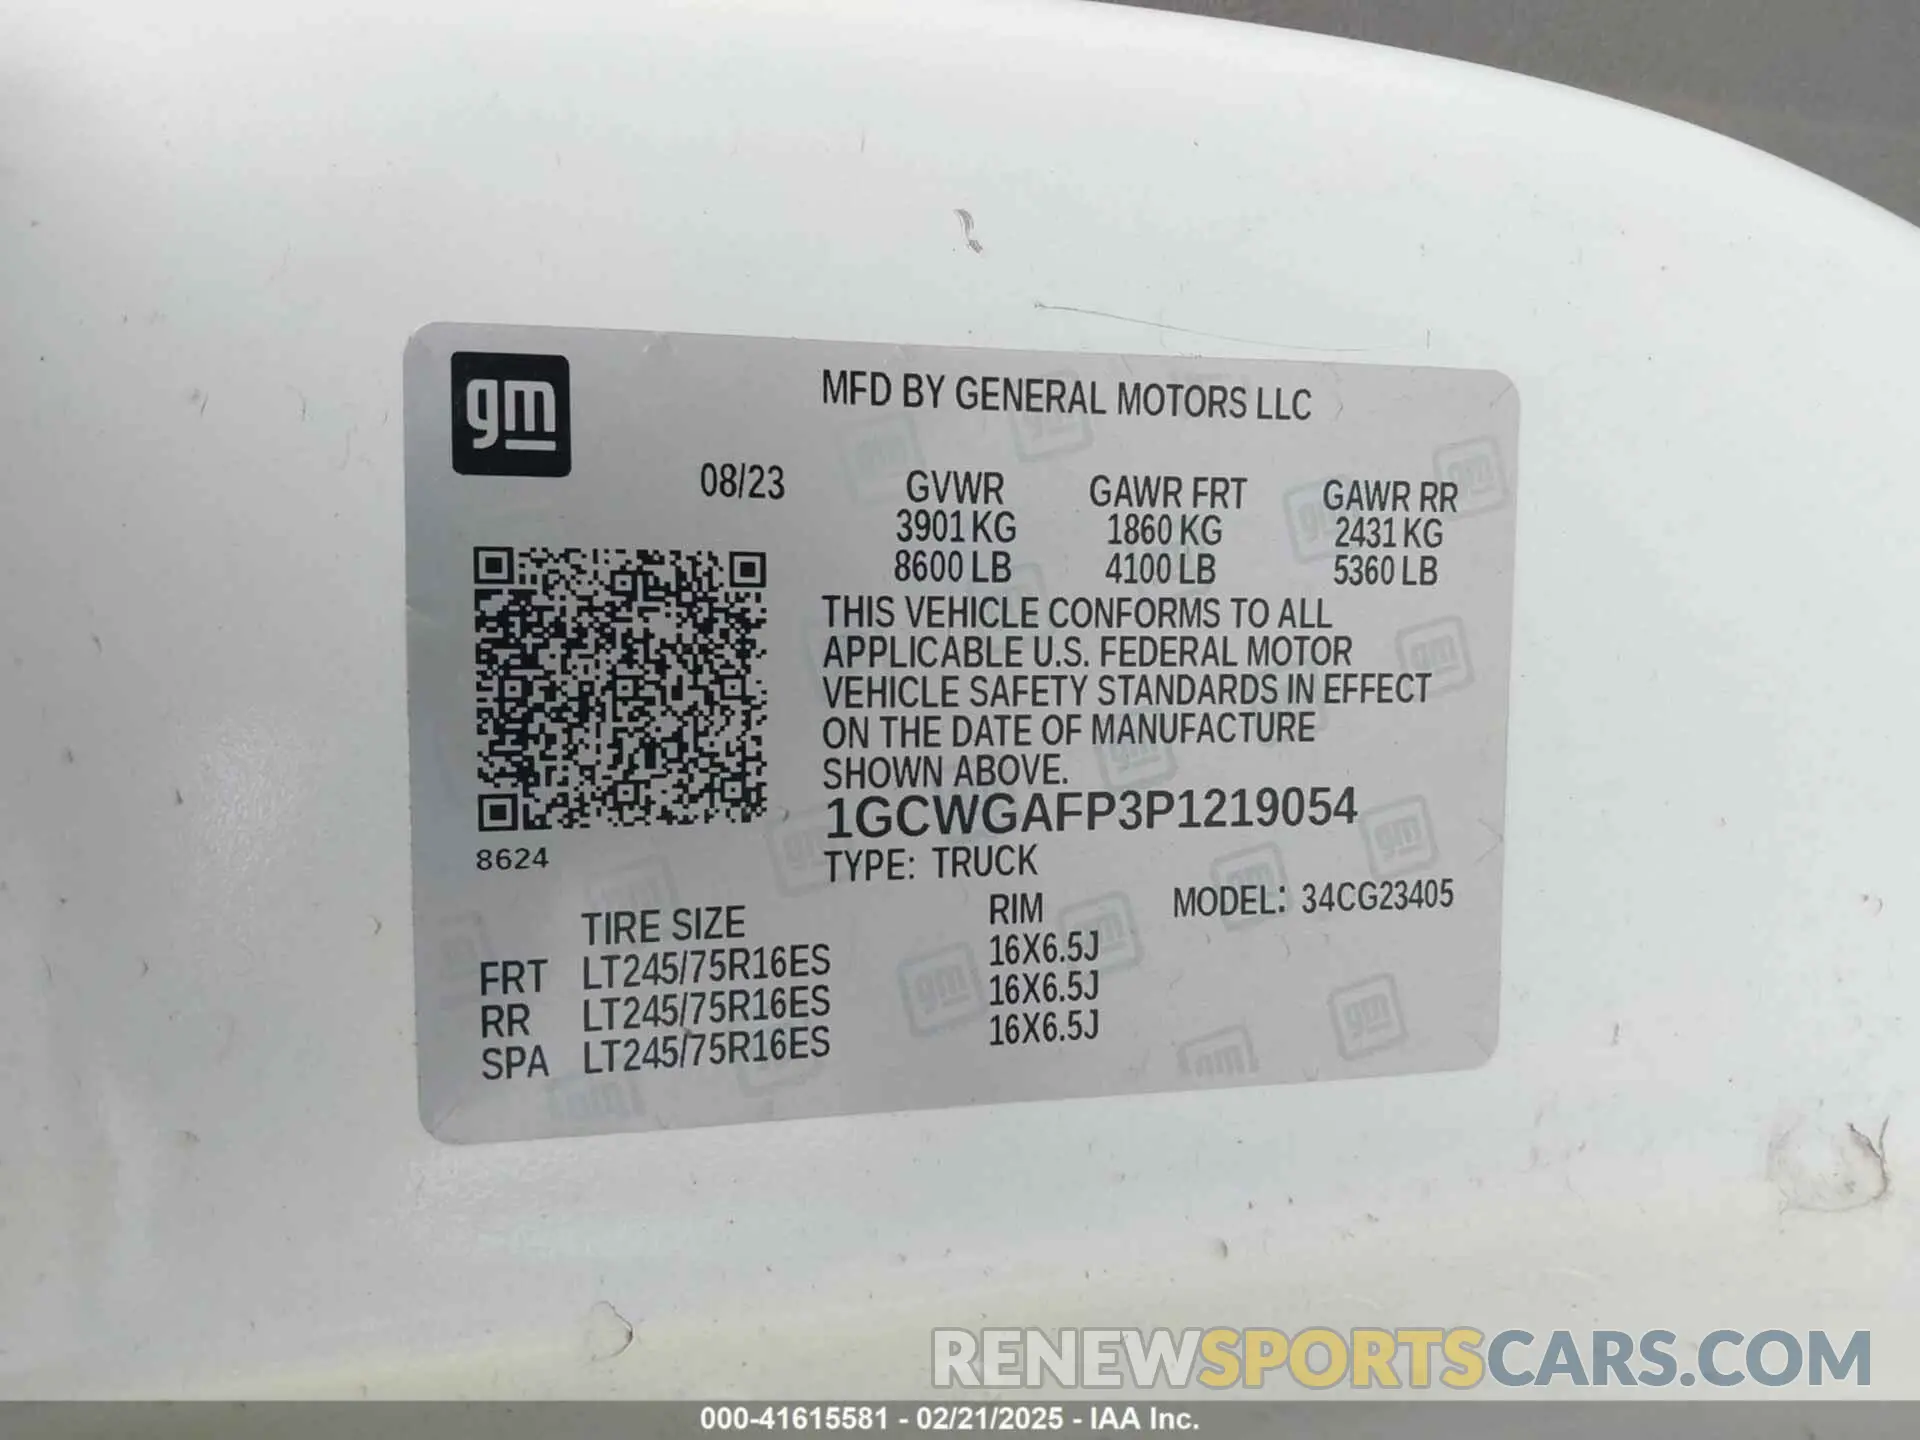 gm
MFD BY GENERAL MOTORS LLC
08/23
GVWR GAWR FRT GAWR RR
3901 KG 1860 KG 2431 KG
8600 LB 4100 LB 5360 LB
THIS VEHICLE CONFORMS TO ALL
APPLICABLE U.S. FEDERAL MOTOR
VEHICLE SAFETY STANDARDS IN EFFECT
ON THE DATE OF MANUFACTURE
SHOWN ABOVE.
1GCWGAFP3P1219054
8624
TYPE: TRUCK
TIRE SIZE RIM MODEL: 34CG23405
FRT LT245/75R16ES 16X6.5J
RR LT245/75R16ES 16X6.5J
SPA LT245/75R16ES 16X6.5J
RENEWSPORTSCARS.COM
000-41615581 - 02/21/2025 - IAA Inc.